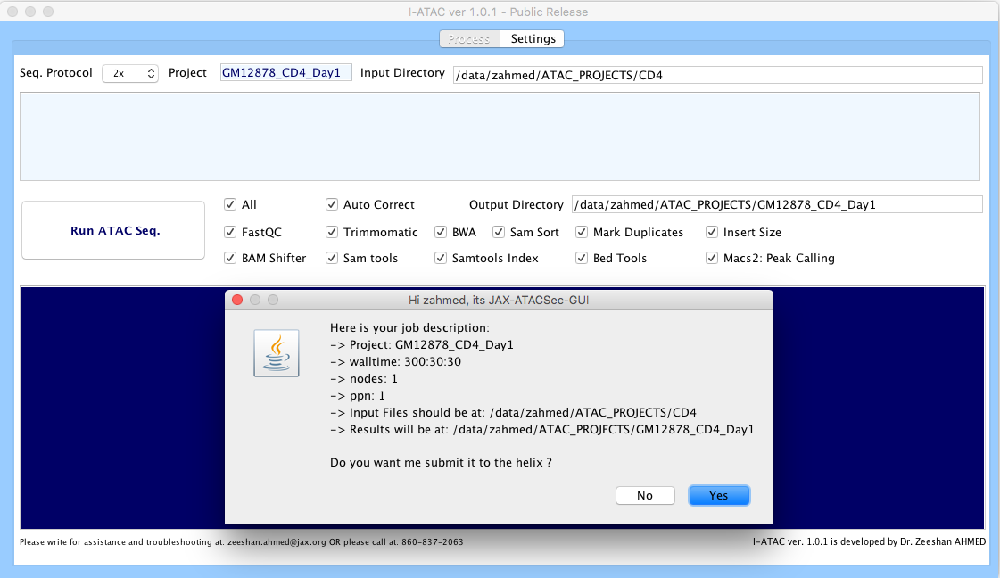 I-ATAC ver 1.0.1 - Public Release
Process Settings
Seq. Protocol 2x Project GM12878_CD4_Day1 Input Directory /data/zahmed/ATAC_PROJECTS/CD4
All Auto Correct Output Directory /data/zahmed/ATAC_PROJECTS/GM12878_CD4_Day1
Run ATAC Seq.
FastQC Trimmomatic BWA Sam Sort Mark Duplicates Insert Size
BAM Shifter Sam tools Samtools Index Bed Tools Macs2: Peak Calling
Hi zahmed, its JAX-ATACSec-GUI
Here is your job description:
-> Project: GM12878_CD4_Day1
-> walltime: 300:30:30
-> nodes: 1
-> ppn: 1
-> Input Files should be at: /data/zahmed/ATAC_PROJECTS/CD4
-> Results will be at: /data/zahmed/ATAC_PROJECTS/GM12878_CD4_Day1
Do you want me submit it to the helix ?
No Yes
Please write for assistance and troubleshooting at: zeeshan.ahmed@jax.org OR please call at: 860-837-2063
I-ATAC ver. 1.0.1 is developed by Dr. Zeeshan AHMED